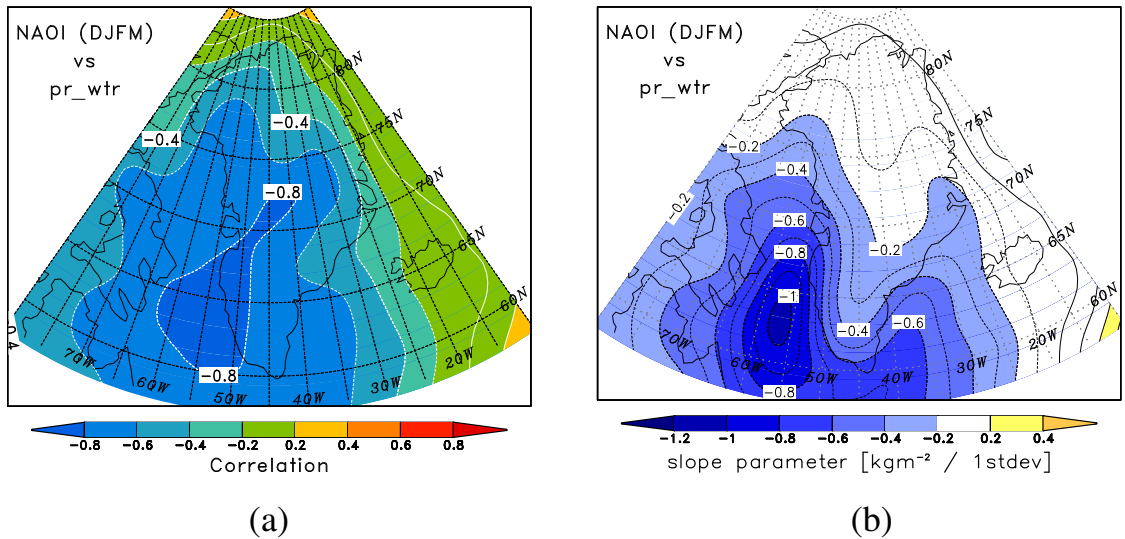 NAOI (DJFM)
vs
pr_wtr
80N
75N
70N
65N
60N
-0.4
-0.4
-0.8
-0.8
0.4
70W
60W
50W
40W
30W
20W
-0.8 -0.6 -0.4 -0.2 0.2 0.4 0.6 0.8
Correlation
(a)
NAOI (DJFM)
vs
pr_wtr
80N
75N
70N
65N
60N
-0.2
-0.2
-0.4
-0.6
-0.8
-1
-0.2
-0.4
-0.6
-0.8
60W
50W
40W
30W
20W
-1.2 -1 -0.8 -0.6 -0.4 -0.2 0.2 0.4
slope parameter [kgm⁻² / 1stdev]
(b)